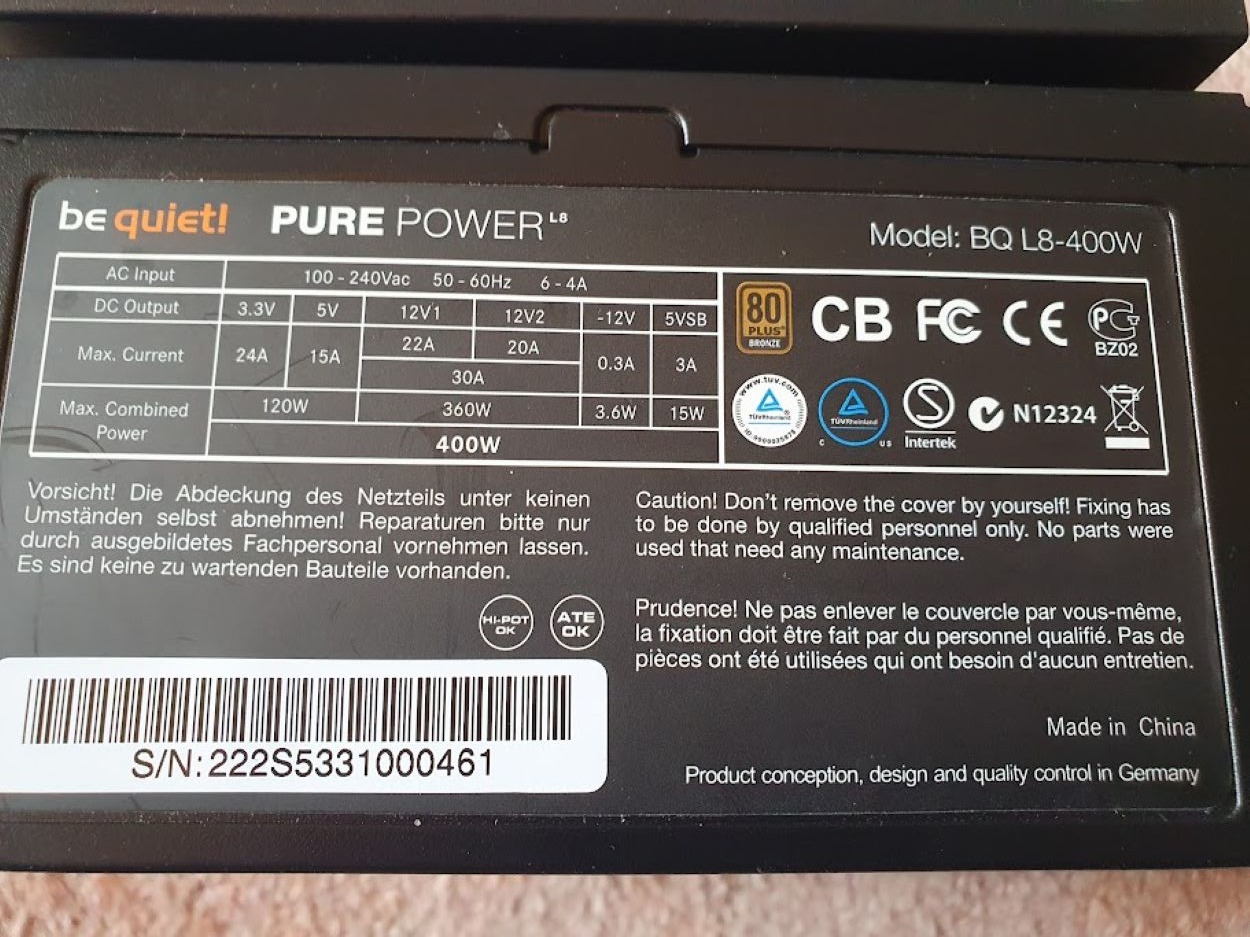 be quiet! PURE POWER L8
Model: BQ L8-400W
AC Input 100 - 240Vac 50 - 60Hz 6 - 4A
DC Output 3.3V 5V 12V1 12V2 -12V 5VSB
Max. Current 24A 15A 22A 20A 0.3A 3A
30A
Max. Combined Power 120W 360W 3.6W 15W
400W
80 PLUS BRONZE
CB FC CE PG
BZ02
www.tuv.com
TÜVRheinland
TÜVRheinland
C US
S Intertek
N12324
Vorsicht! Die Abdeckung des Netzteils unter keinen
Umständen selbst abnehmen! Reparaturen bitte nur
durch ausgebildetes Fachpersonal vornehmen lassen.
Es sind keine zu wartenden Bauteile vorhanden.
Caution! Don't remove the cover by yourself! Fixing has
to be done by qualified personnel only. No parts were
used that need any maintenance.
HI-POT OK
ATE OK
Prudence! Ne pas enlever le couvercle par vous-même,
la fixation doit être fait par du personnel qualifié. Pas de
pièces ont été utilisées qui ont besoin d'aucun entretien.
S/N: 222S5331000461
Made in China
Product conception, design and quality control in Germany